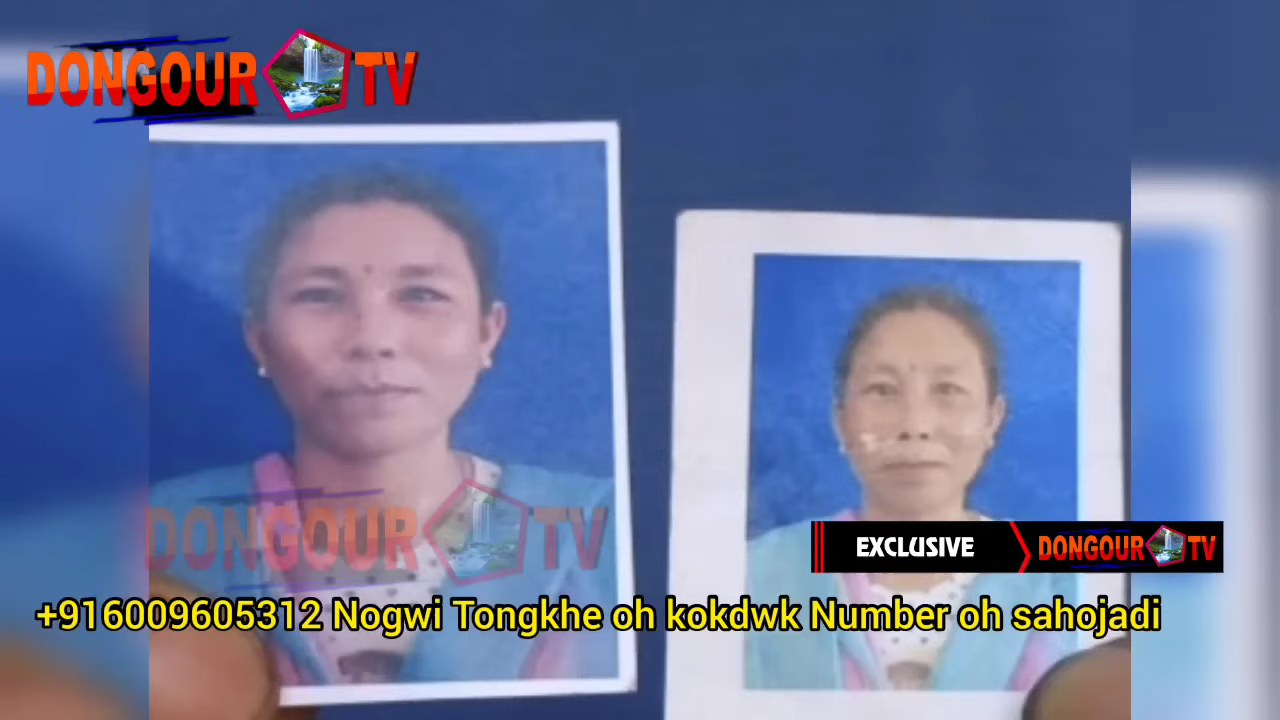 DONGOUR TV
DONGOUR TV
EXCLUSIVE DONGOUR TV
+916009605312 Nogwi Tongkhe oh kokdwk Number oh sahojadi